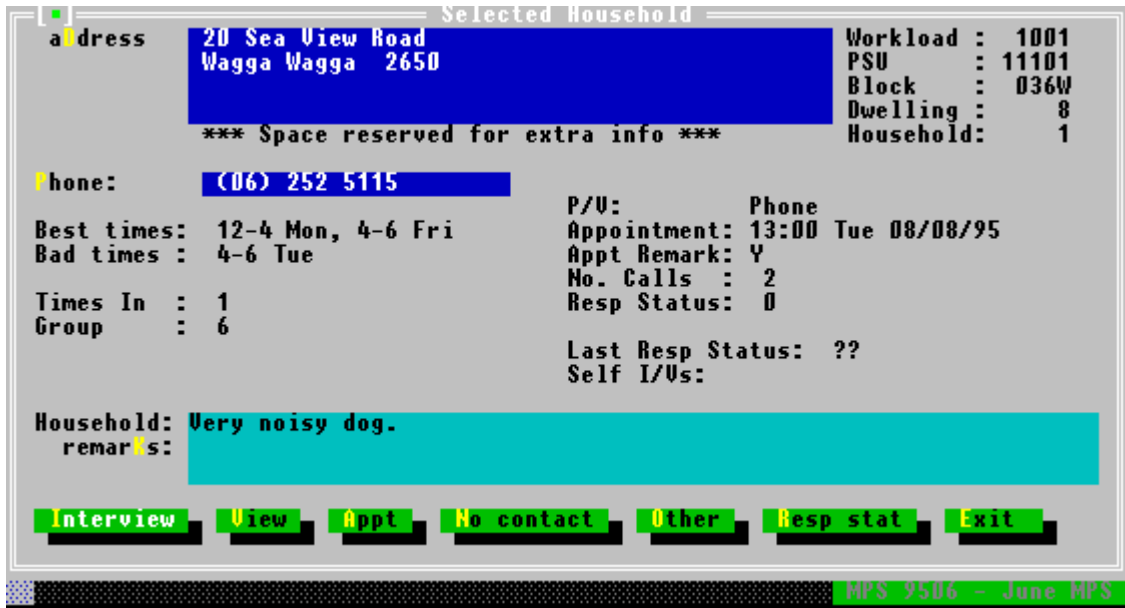 Selected Household
aDdress 20 Sea View Road Workload : 1001
Wagga Wagga 2650 PSU : 11101
Block : 036W
Dwelling : 8
*** Space reserved for extra info *** Household: 1
Phone: (06) 252 5115
P/V: Phone
Best times: 12-4 Mon, 4-6 Fri Appointment: 13:00 Tue 08/08/95
Bad times : 4-6 Tue Appt Remark: Y
No. Calls : 2
Times In : 1 Resp Status: 0
Group : 6
Last Resp Status: ??
Self I/Vs:
Household: Very noisy dog.
remarKs:
Interview View Appt No contact Other Resp stat Exit
MPS 9506 - June MPS